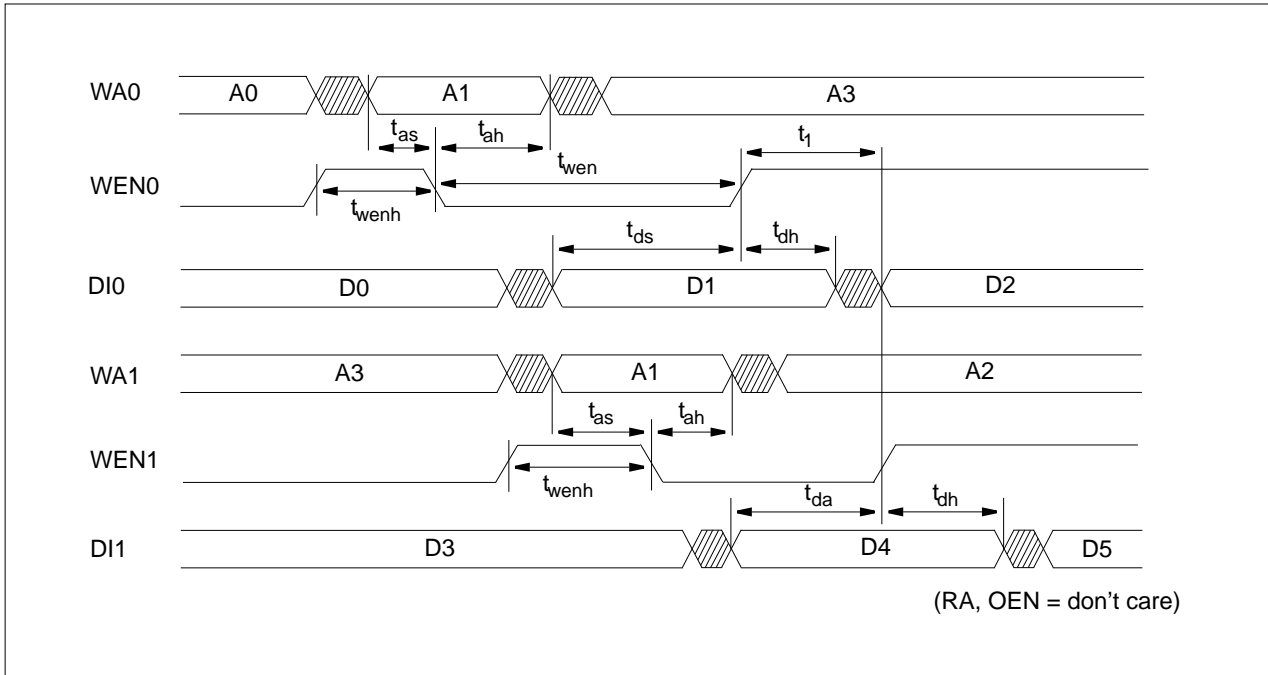 WA0 A0 A1 A3
t_as t_ah t_1
WEN0 t_wenh t_wen
t_ds t_dh
DI0 D0 D1 D2
WA1 A3 A1 A2
t_as t_ah
WEN1 t_wenh
t_da t_dh
DI1 D3 D4 D5
(RA, OEN = don't care)